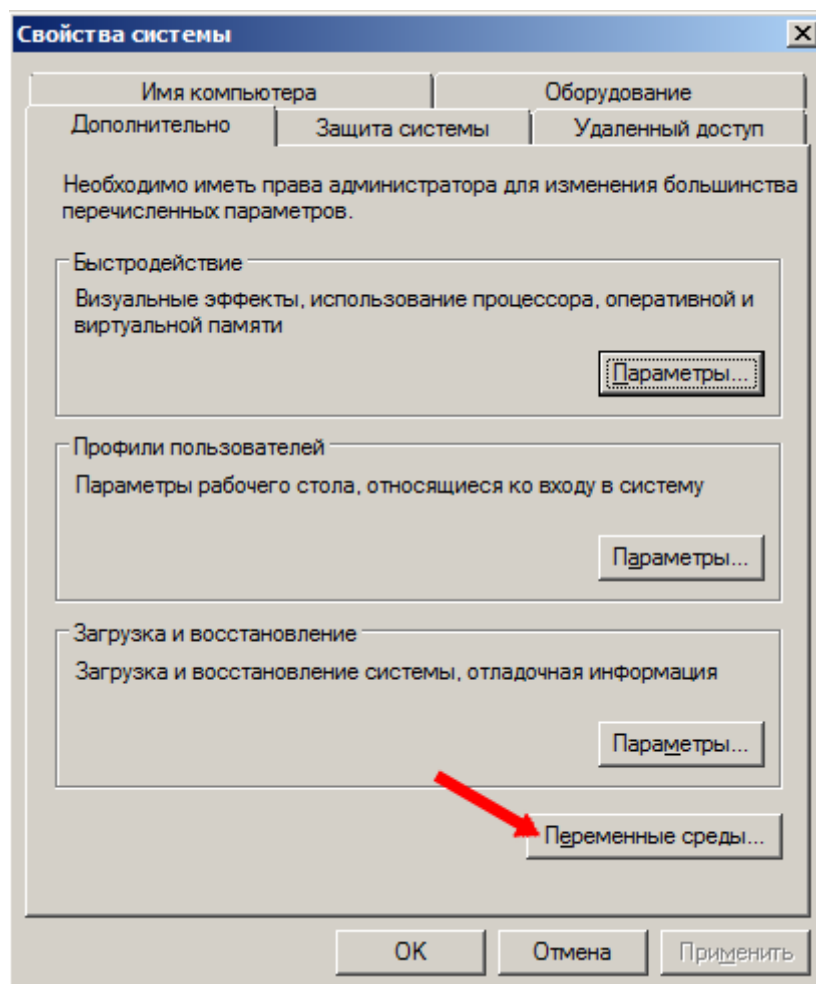 Свойства системы
Имя компьютера
Оборудование
Дополнительно
Защита системы
Удаленный доступ
Необходимо иметь права администратора для изменения большинства
перечисленных параметров.
Быстродействие
Визуальные эффекты, использование процессора, оперативной и
виртуальной памяти
Параметры...
Профили пользователей
Параметры рабочего стола, относящиеся ко входу в систему
Параметры...
Загрузка и восстановление
Загрузка и восстановление системы, отладочная информация
Параметры...
Переменные среды...
ОК
Отмена
Применить